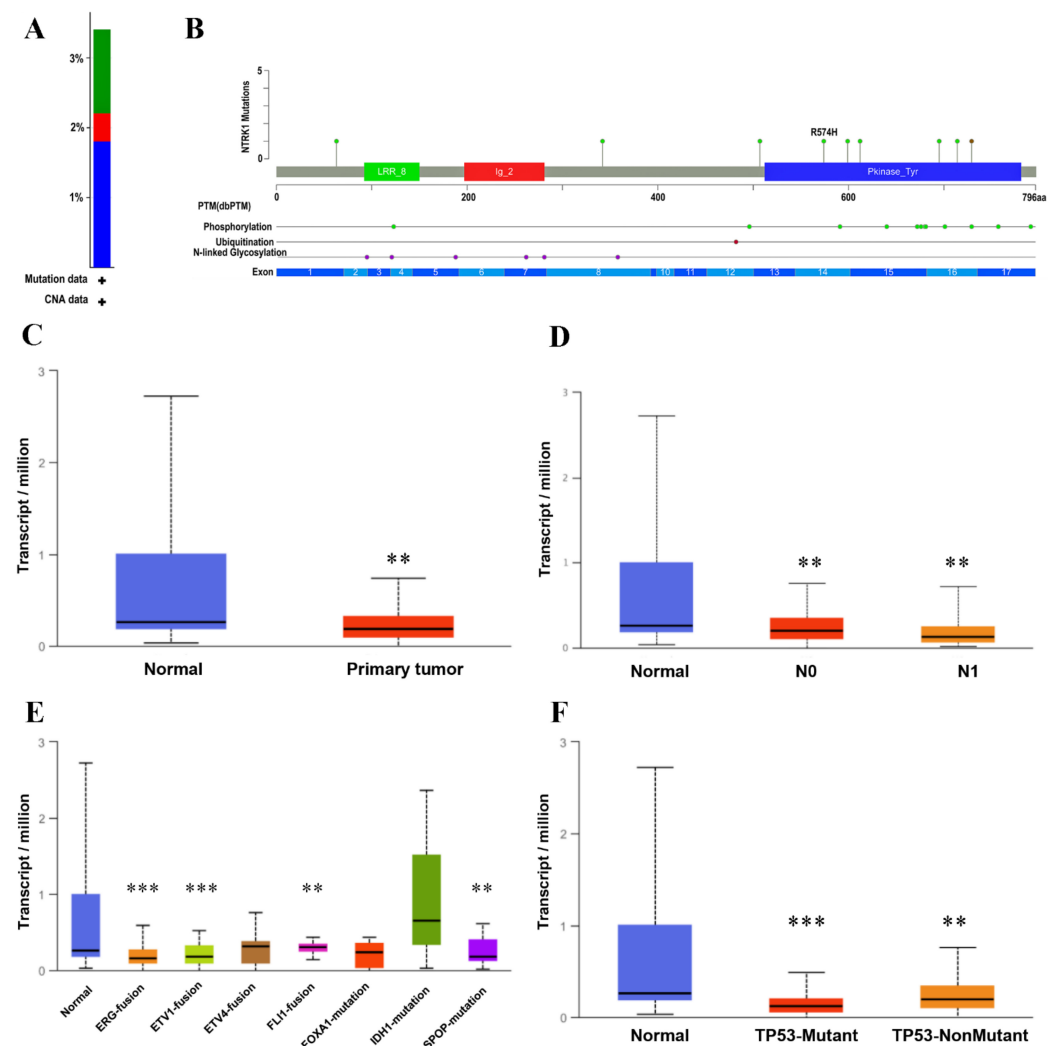 A
3%
2%
1%
Mutation data +
CNA data +
B
NTRK1 Mutations
5
0
R574H
LRR_8
Ig_2
Pkinase_Tyr
0
200
400
600
796aa
PTM(dbPTM)
Phosphorylation
Ubiquitination
N-linked Glycosylation
Exon
1 2 3 4 5 6 7 8 10 11 12 13 14 15 16 17
C
Transcript / million
3
2
1
0
**
Normal
Primary tumor
D
Transcript / million
3
2
1
0
** **
Normal
N0
N1
E
Transcript / million
3
2
1
0
*** *** ** **
Normal
ERG-fusion
ETV1-fusion
ETV4-fusion
FLI1-fusion
FOXA1-mutation
IDH1-mutation
SPOP-mutation
F
Transcript / million
3
2
1
0
*** **
Normal
TP53-Mutant
TP53-NonMutant